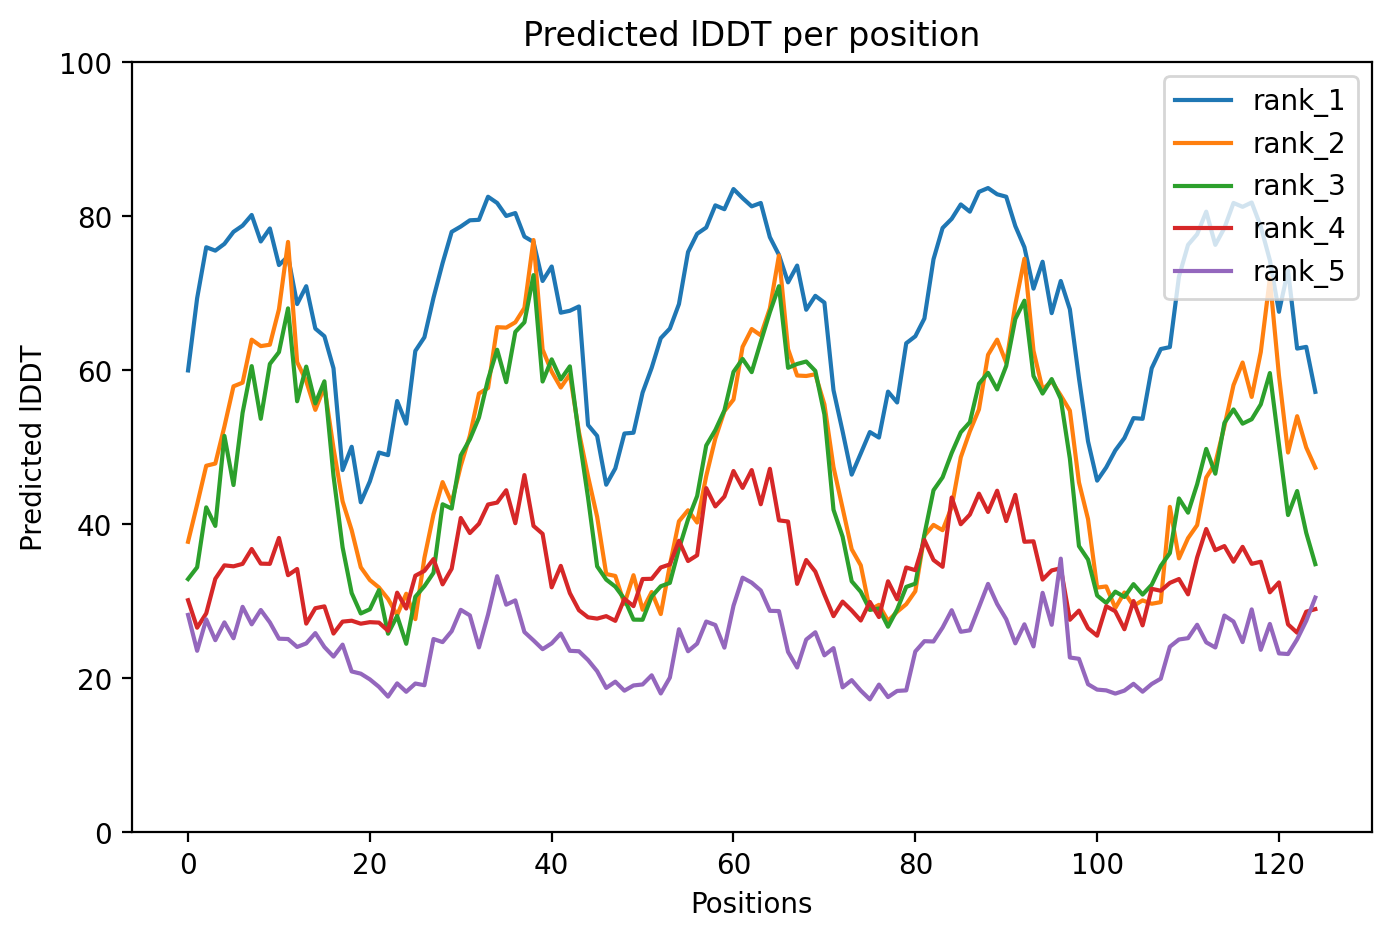 Predicted lDDT per position
100
80
60
40
20
0
Predicted lDDT
0 20 40 60 80 100 120
Positions
rank_1
rank_2
rank_3
rank_4
rank_5